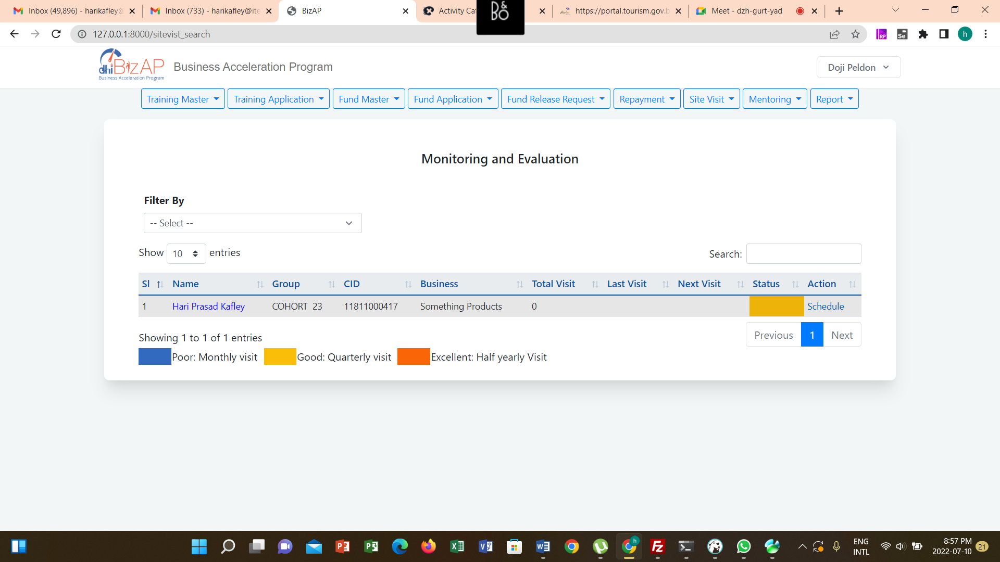 Inbox (49,896) - harikafley@
Inbox (733) - harikafley@ite
BizAP
Activity Cat
B&O
https://portal.tourism.gov.b
Meet - dzh-gurt-yad
127.0.0.1:8000/sitevist_search
RP
Se
h
dhi BizAP
Business Acceleration Program
Business Acceleration Program
Doji Peldon
Training Master
Training Application
Fund Master
Fund Application
Fund Release Request
Repayment
Site Visit
Mentoring
Report
Monitoring and Evaluation
Filter By
-- Select --
Show 10 entries
Search:
Sl Name Group CID Business Total Visit Last Visit Next Visit Status Action
1 Hari Prasad Kafley COHORT 23 11811000417 Something Products 0 Schedule
Showing 1 to 1 of 1 entries
Previous 1 Next
Poor: Monthly visit Good: Quarterly visit Excellent: Half yearly Visit
h
ENG
INTL
8:57 PM
2022-07-10
21